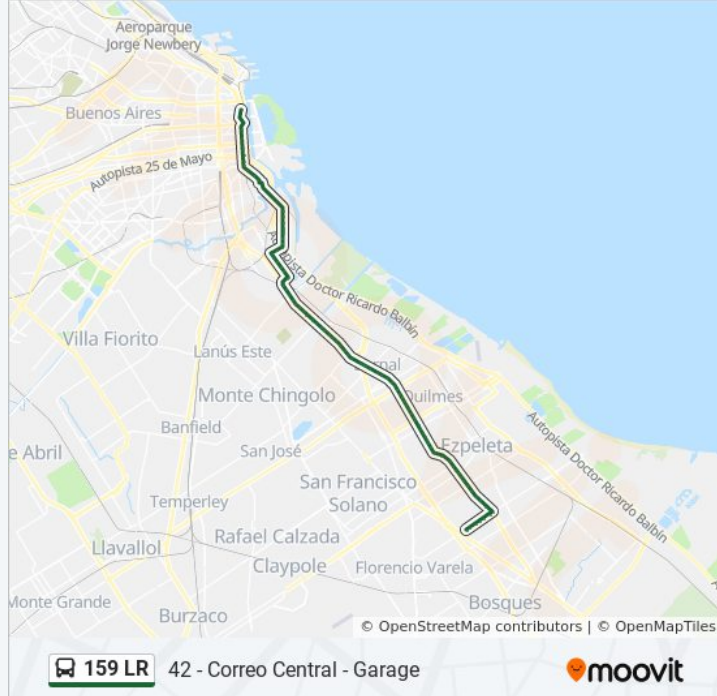 Aeroparque
Jorge Newbery
Buenos Aires
Autopista 25 de Mayo
Autopista Doctor Ricardo Balbín
Villa Fiorito
Lanús Este
Monte Chingolo
Quilmes
Banfield
e Abril
San José
Ezpeleta
Autopista Doctor Ricardo Balbín
San Francisco
Solano
Temperley
Rafael Calzada
Llavallol
Claypole
Florencio Varela
Monte Grande
Bosques
Burzaco
© OpenStreetMap contributors | © OpenMapTiles
159 LR
42 - Correo Central - Garage
moovit